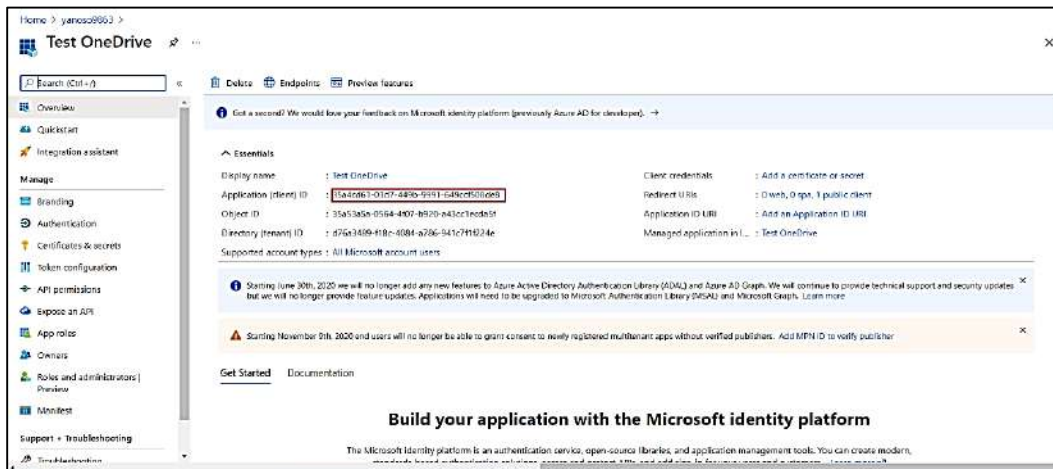 Home > yanoso9863 >
Test OneDrive
Search (Ctrl+/)
Delete Endpoints Preview features
Overview
Got a second? We would love your feedback on Microsoft identity platform (previously Azure AD for developer). →
Quickstart
Integration assistant
Essentials
Manage
Display name : Test OneDrive
Client credentials : Add a certificate or secret
Application (client) ID :
Redirect URIs : 0 web, 0 spa, 1 public client
Branding
Object ID :
Application ID URI : Add an Application ID URI
Authentication
Directory (tenant) ID :
Managed application in l... : Test OneDrive
Certificates & secrets
Supported account types : All Microsoft account users
Token configuration
API permissions
Starting June 30th, 2020 we will no longer add any new features to Azure Active Directory Authentication Library (ADAL) and Azure AD Graph. We will continue to provide technical support and security updates
but we will no longer provide feature updates. Applications will need to be upgraded to Microsoft Authentication Library (MSAL) and Microsoft Graph. Learn more
Expose an API
App roles
Starting November 9th, 2020 end users will no longer be able to grant consent to newly registered multitenant apps without verified publishers. Add MPN ID to verify publisher
Owners
Roles and administrators |
Preview
Get Started Documentation
Manifest
Build your application with the Microsoft identity platform
Support + Troubleshooting
The Microsoft identity platform is an authentication service, open-source libraries, and application management tools. You can create modern,
Troubleshooting